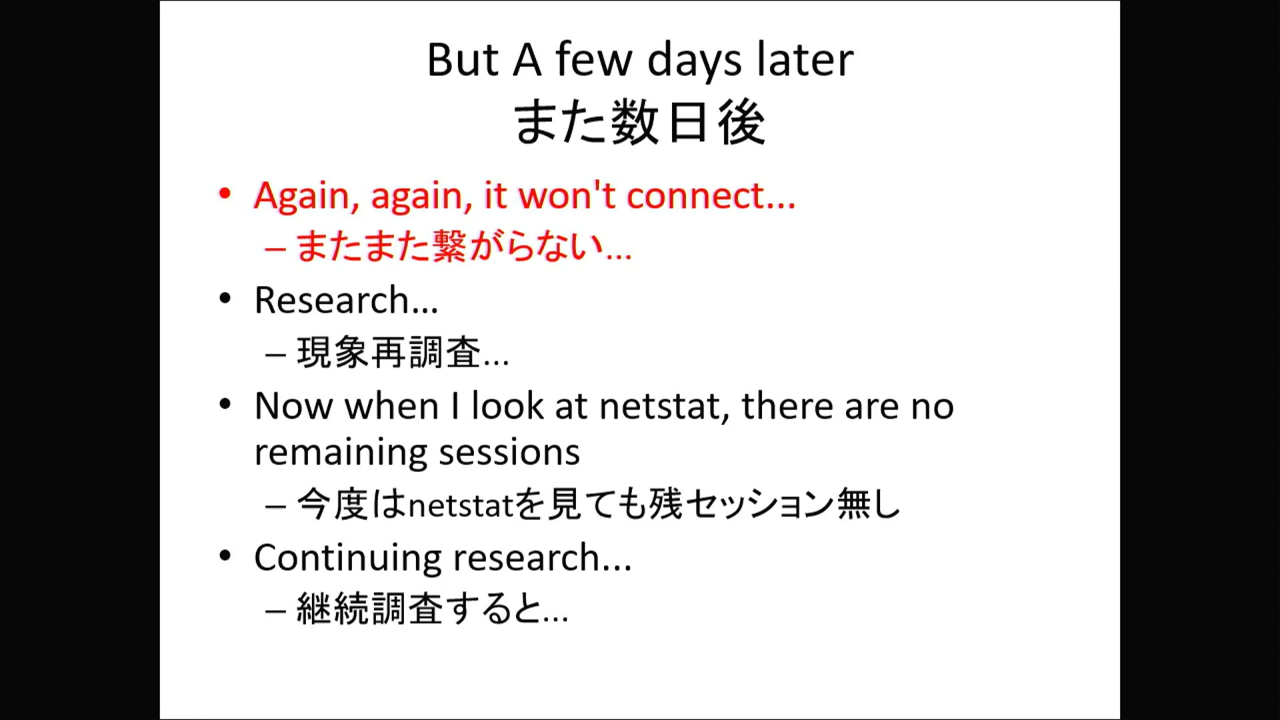 But A few days later
また数日後
• Again, again, it won't connect...
– またまた繋がらない...
• Research...
– 現象再調査...
• Now when I look at netstat, there are no
remaining sessions
– 今度はnetstatを見ても残セッション無し
• Continuing research...
– 継続調査すると...